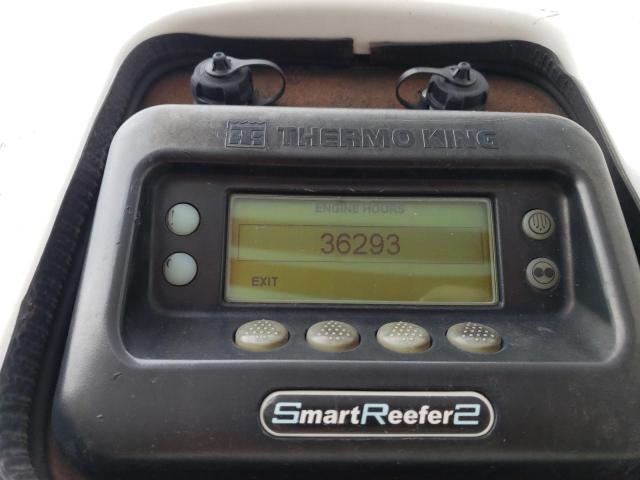 THERMO KING
ENGINE HOURS
36293
EXIT
SmartReefer2